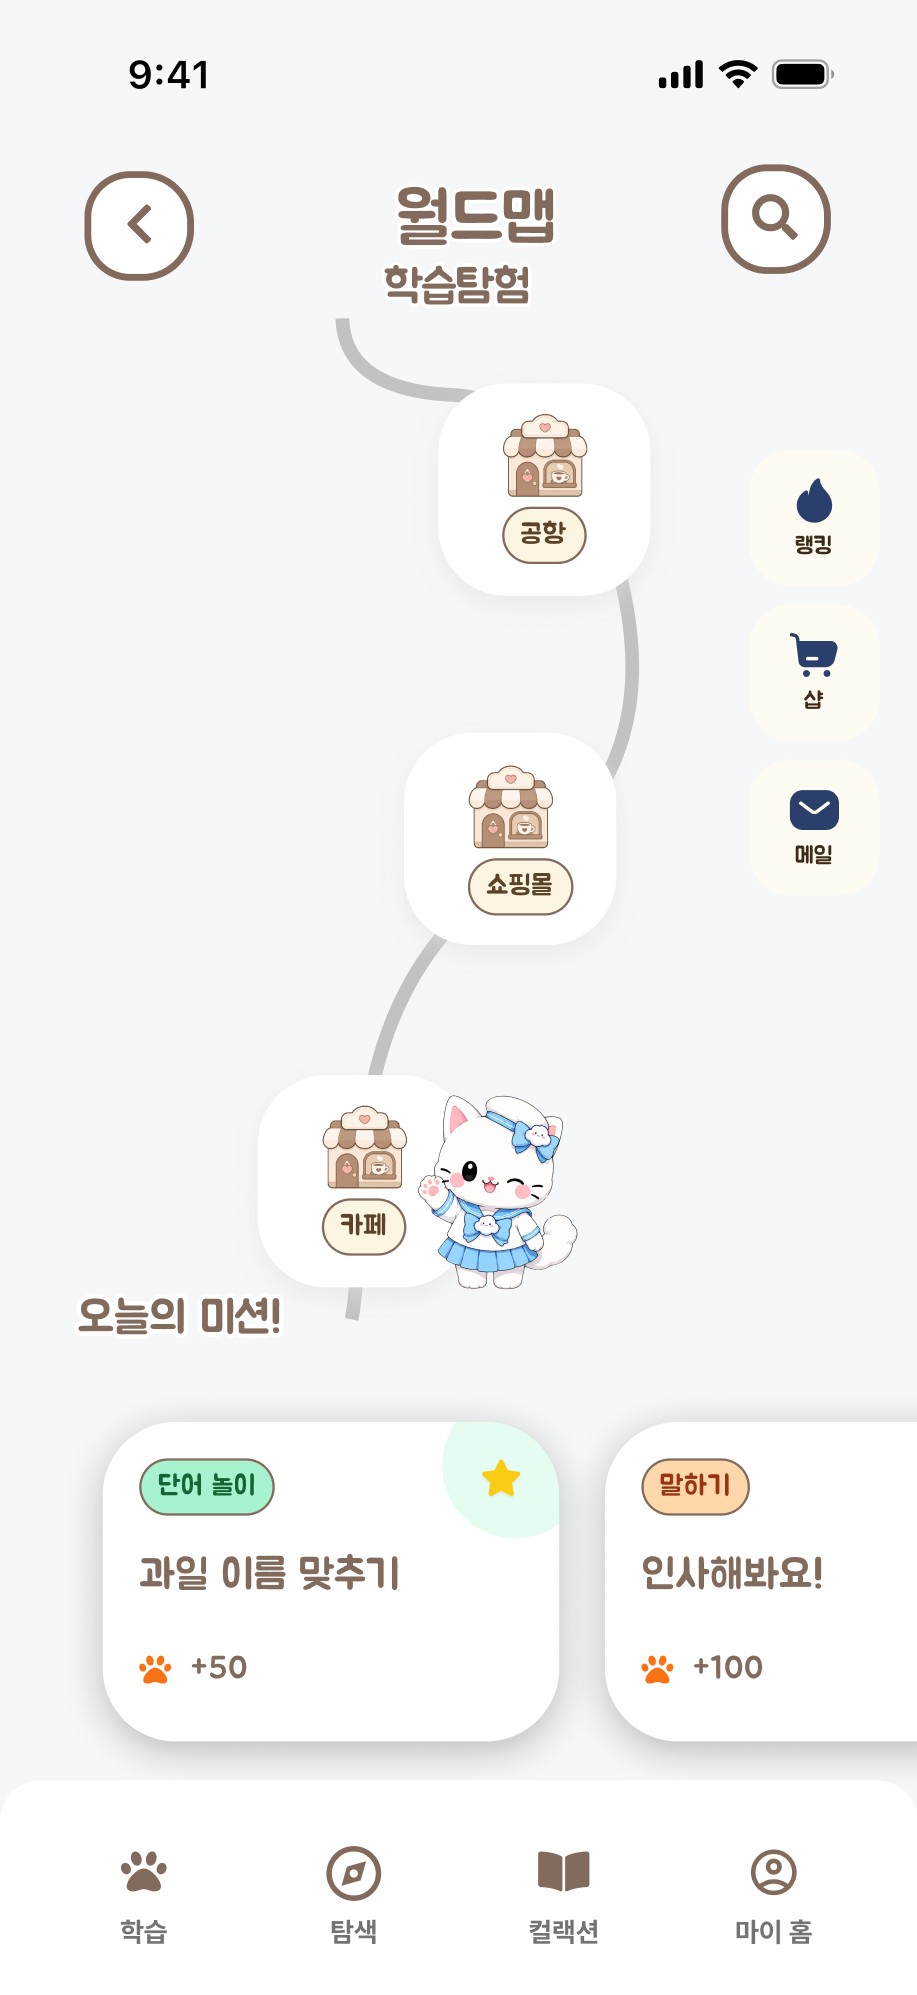 9:41
월드맵
학습탐험
공항
랭킹
샵
쇼핑몰
메일
카페
오늘의 미션!
단어 놀이
과일 이름 맞추기
+50
말하기
인사해봐요!
+100
학습
탐색
컬랙션
마이 홈